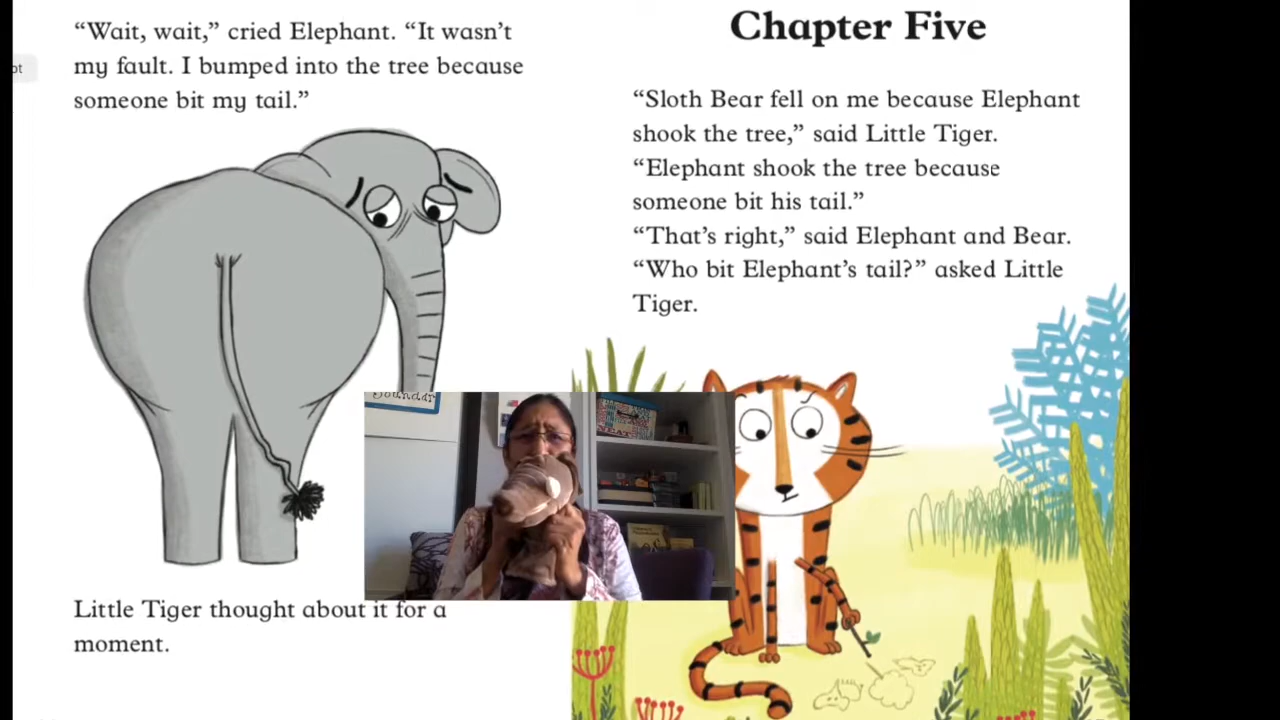 “Wait, wait,” cried Elephant. “It wasn’t
my fault. I bumped into the tree because
someone bit my tail.”
Little Tiger thought about it for a
moment.
Chapter Five
“Sloth Bear fell on me because Elephant
shook the tree,” said Little Tiger.
“Elephant shook the tree because
someone bit his tail.”
“That’s right,” said Elephant and Bear.
“Who bit Elephant’s tail?” asked Little
Tiger.